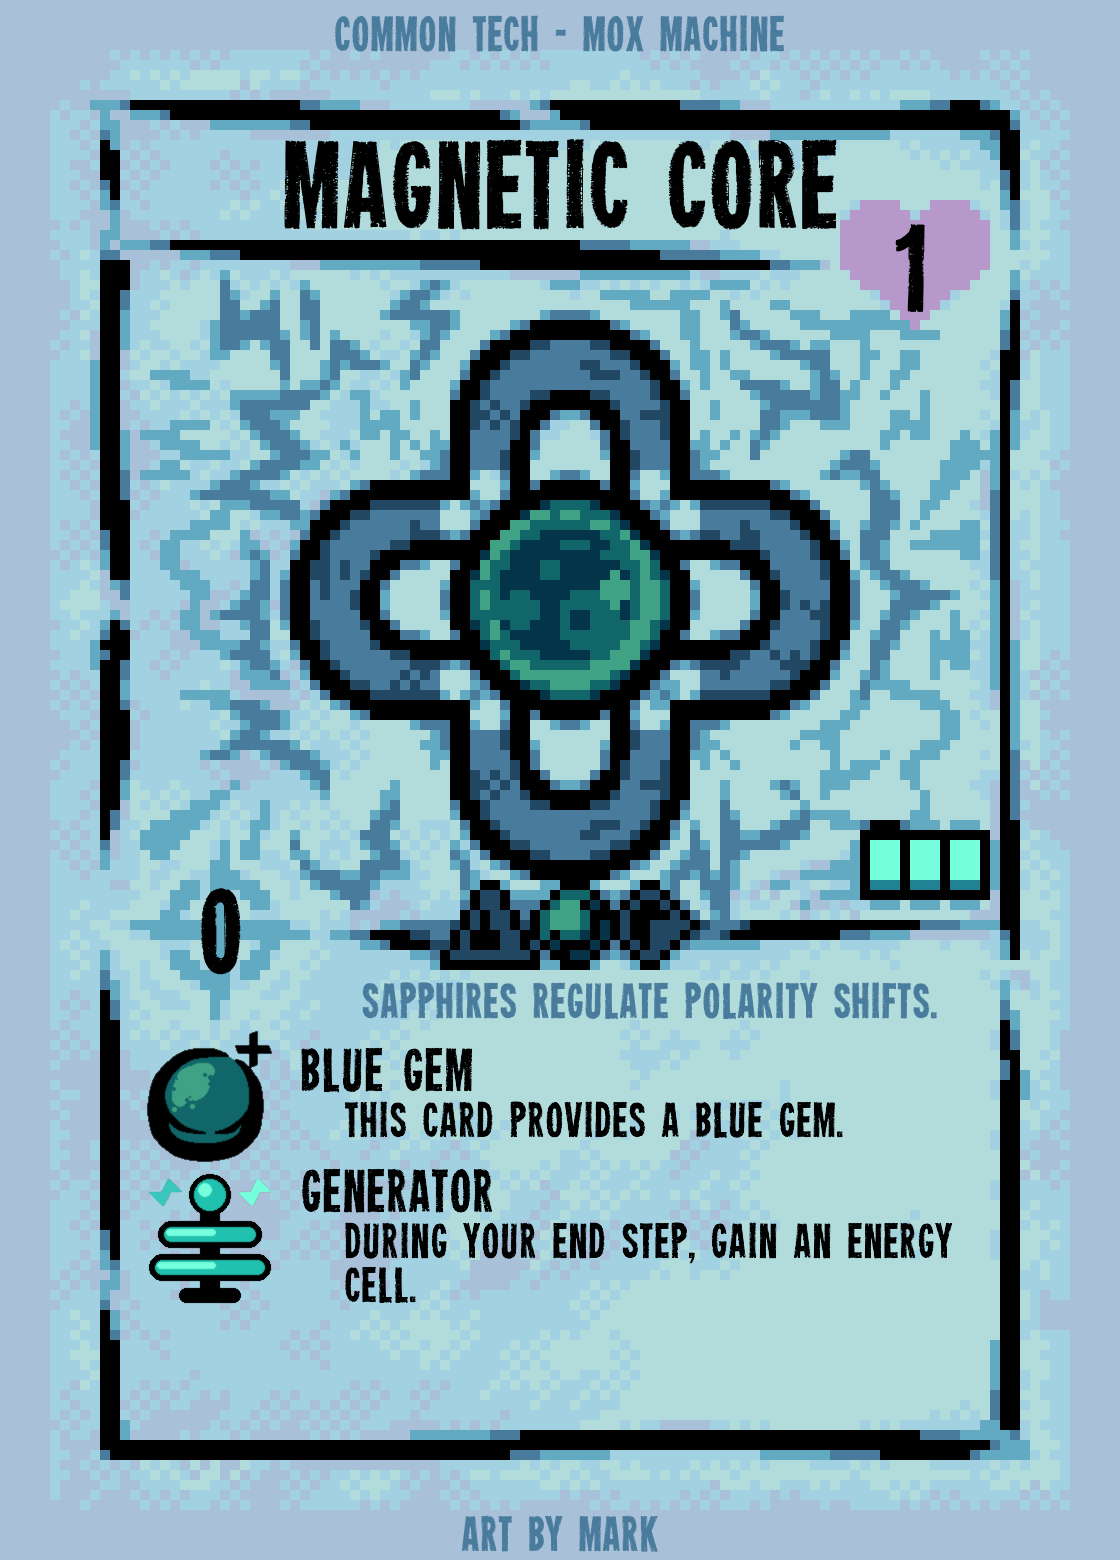 COMMON TECH - MOX MACHINE
MAGNETIC CORE
1
0
SAPPHIRES REGULATE POLARITY SHIFTS.
BLUE GEM
THIS CARD PROVIDES A BLUE GEM.
GENERATOR
DURING YOUR END STEP, GAIN AN ENERGY
CELL.
ART BY MARK